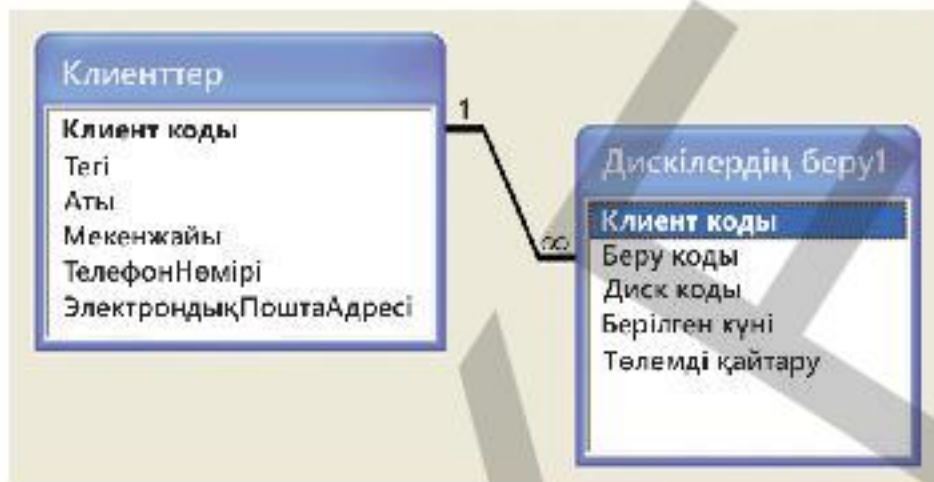 Клиенттер
Клиент коды
Тегі
Аты
Мекенжайы
ТелефонНөмірі
ЭлектрондықПоштаАдресі
1
∞
Дискілердің беру1
Клиент коды
Беру коды
Диск коды
Берілген күні
Төлемді қайтару